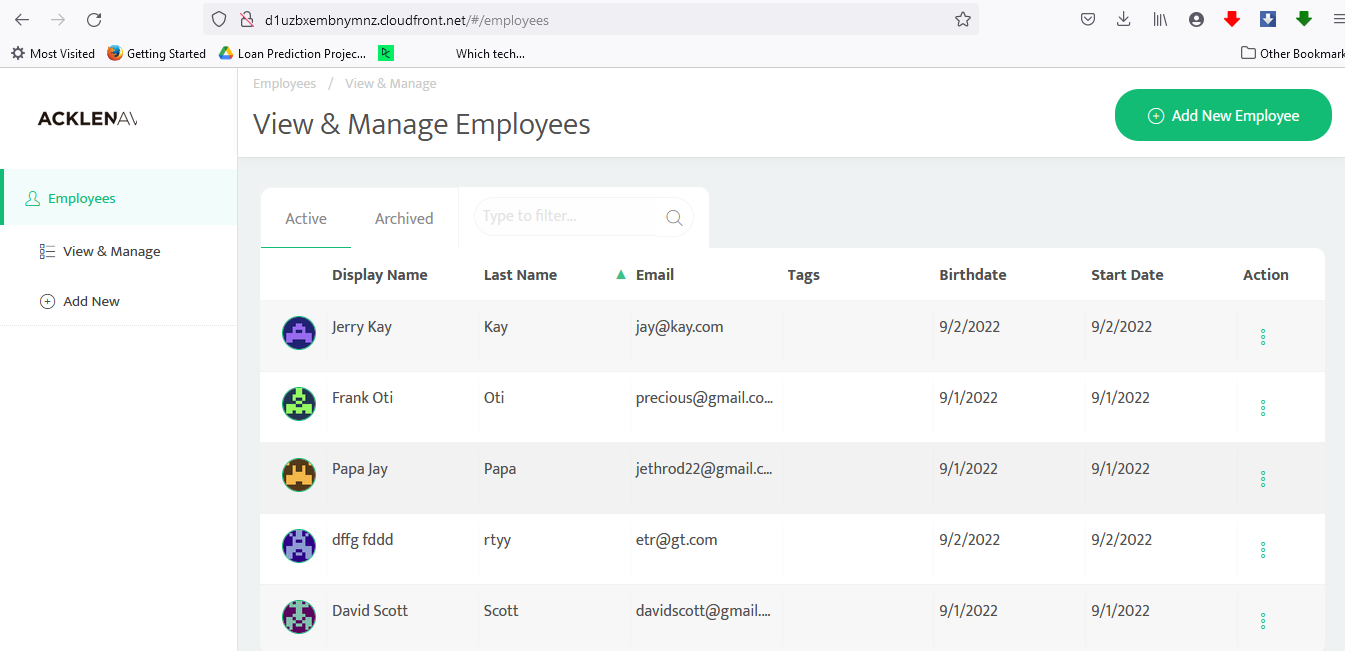 d1uzbxembnymnz.cloudfront.net/#/employees
Most Visited Getting Started Loan Prediction Projec... Which tech... Other Bookmark
Employees / View & Manage
ACKLENAV
View & Manage Employees
Add New Employee
Employees
View & Manage
Add New
Active Archived Type to filter...
Display Name Last Name Email Tags Birthdate Start Date Action
Jerry Kay Kay jay@kay.com 9/2/2022 9/2/2022
Frank Oti Oti precious@gmail.co... 9/1/2022 9/1/2022
Papa Jay Papa jethrod22@gmail.c... 9/1/2022 9/1/2022
dffg fddd rtyy etr@gt.com 9/2/2022 9/2/2022
David Scott Scott davidscott@gmail.... 9/1/2022 9/1/2022